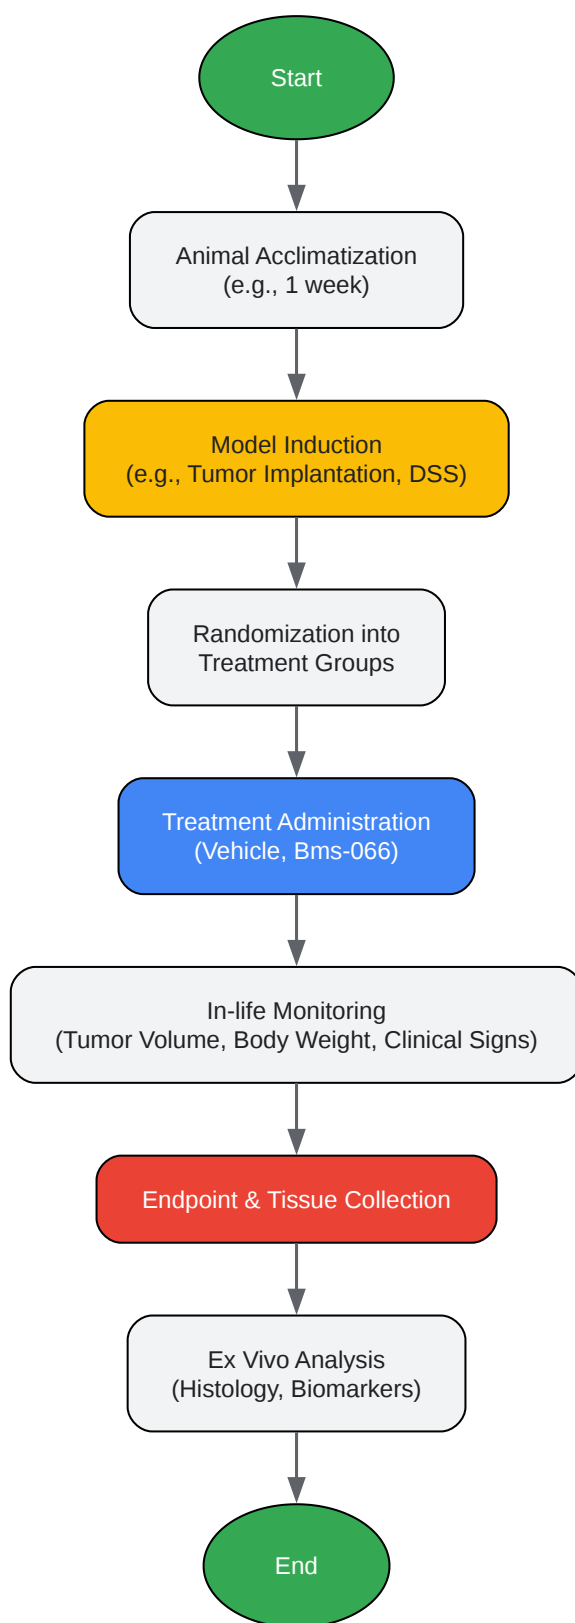 Start
Animal Acclimatization
(e.g., 1 week)
Model Induction
(e.g., Tumor Implantation, DSS)
Randomization into
Treatment Groups
Treatment Administration
(Vehicle, Bms-066)
In-life Monitoring
(Tumor Volume, Body Weight, Clinical Signs)
Endpoint & Tissue Collection
Ex Vivo Analysis
(Histology, Biomarkers)
End